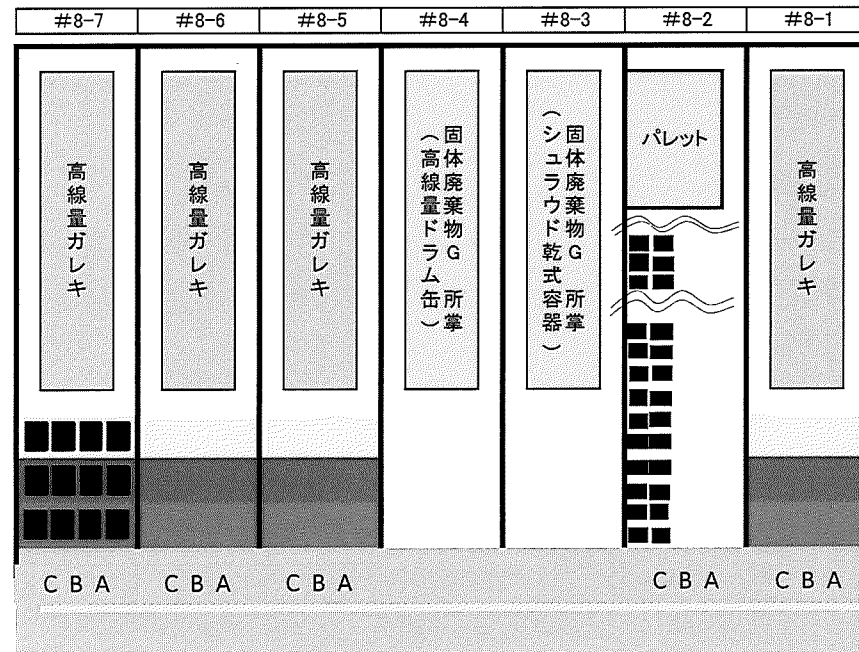 #8-7 #8-6 #8-5 #8-4 #8-3 #8-2 #8-1
高線量ガレキ
高線量ガレキ
高線量ガレキ
固体廃棄物G 所掌
(高線量ドラム缶)
固体廃棄物G 所掌
(シュラウド乾式容器)
パレット
高線量ガレキ
C B A
C B A
C B A
C B A
C B A